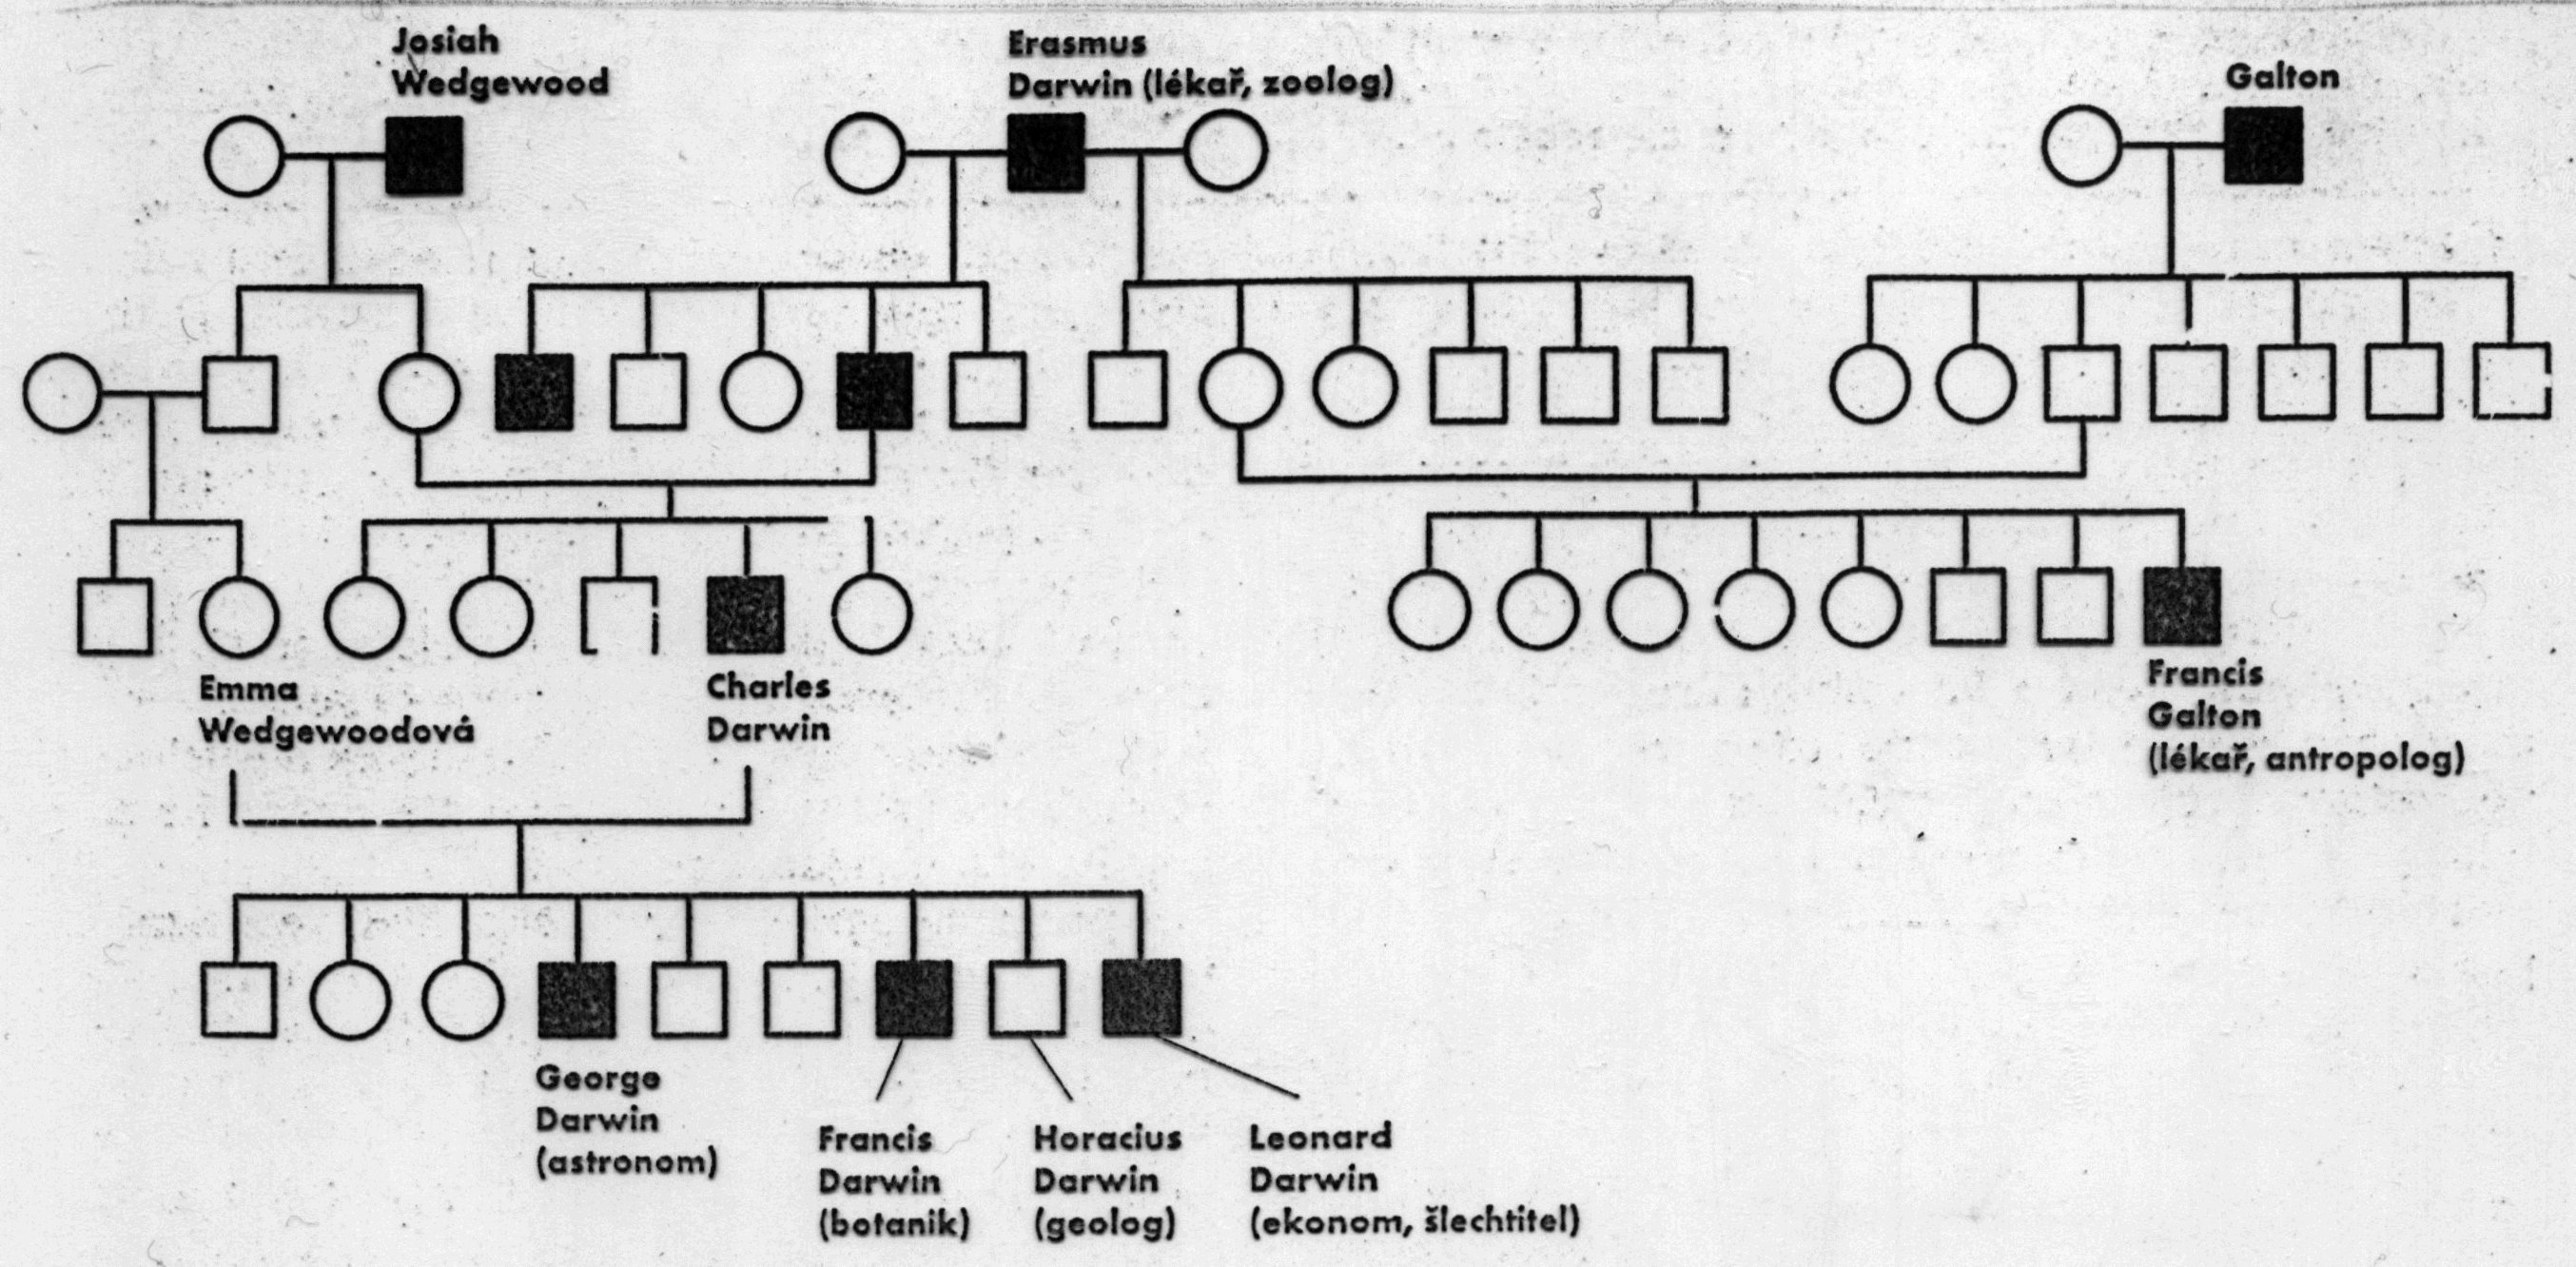 Josiah
Wedgewood
Erasmus
Darwin (lékař, zoolog)
Galton
Emma
Wedgewoodová
Charles
Darwin
Francis
Galton
(lékař, antropolog)
George
Darwin
(astronom)
Francis
Darwin
(botanik)
Horacius
Darwin
(geolog)
Leonard
Darwin
(ekonom, šlechtitel)